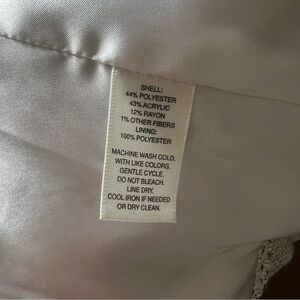 SHELL:
44% POLYESTER
43% ACRYLIC
12% RAYON
1% OTHER FIBERS
LINING:
100% POLYESTER
MACHINE WASH COLD.
WITH LIKE COLORS.
GENTLE CYCLE.
DO NOT BLEACH.
LINE DRY.
COOL IRON IF NEEDED
OR DRY CLEAN.